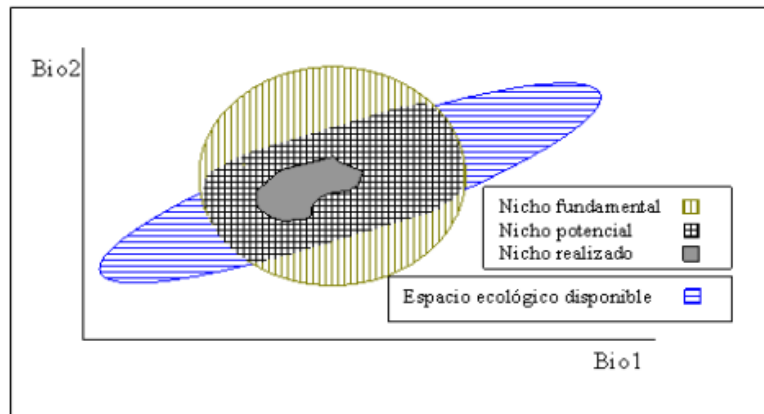 Bio2
Nicho fundamental
Nicho potencial
Nicho realizado
Espacio ecológico disponible
Bio1